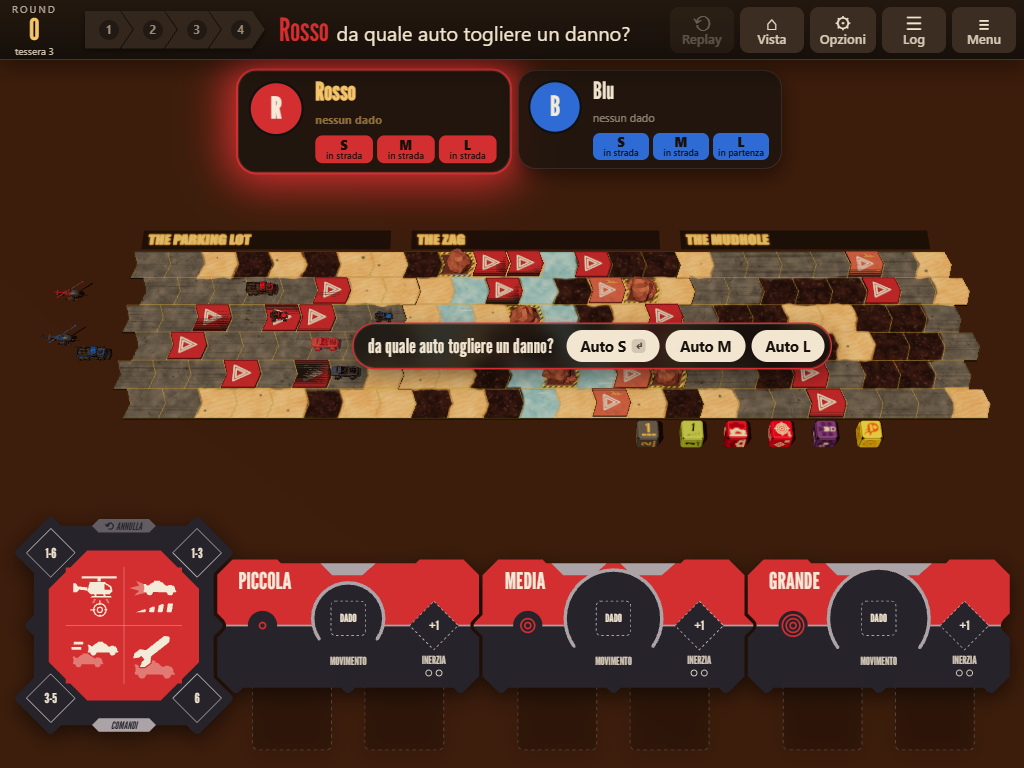 ROUND
0
tessera 3
1 2 3 4
Rosso da quale auto togliere un danno?
Replay
Vista
Opzioni
Log
Menu
R
Rosso
nessun dado
S
in strada
M
in strada
L
in strada
B
Blu
nessun dado
S
in strada
M
in strada
L
in partenza
THE PARKING LOT
THE ZAG
THE MUDHOLE
da quale auto togliere un danno?
Auto S
Auto M
Auto L
ANNULLA
1-6
1-3
3-5
6
COMANDI
PICCOLA
DADO
+1
MOVIMENTO
INERZIA
MEDIA
DADO
+1
MOVIMENTO
INERZIA
GRANDE
DADO
+1
MOVIMENTO
INERZIA